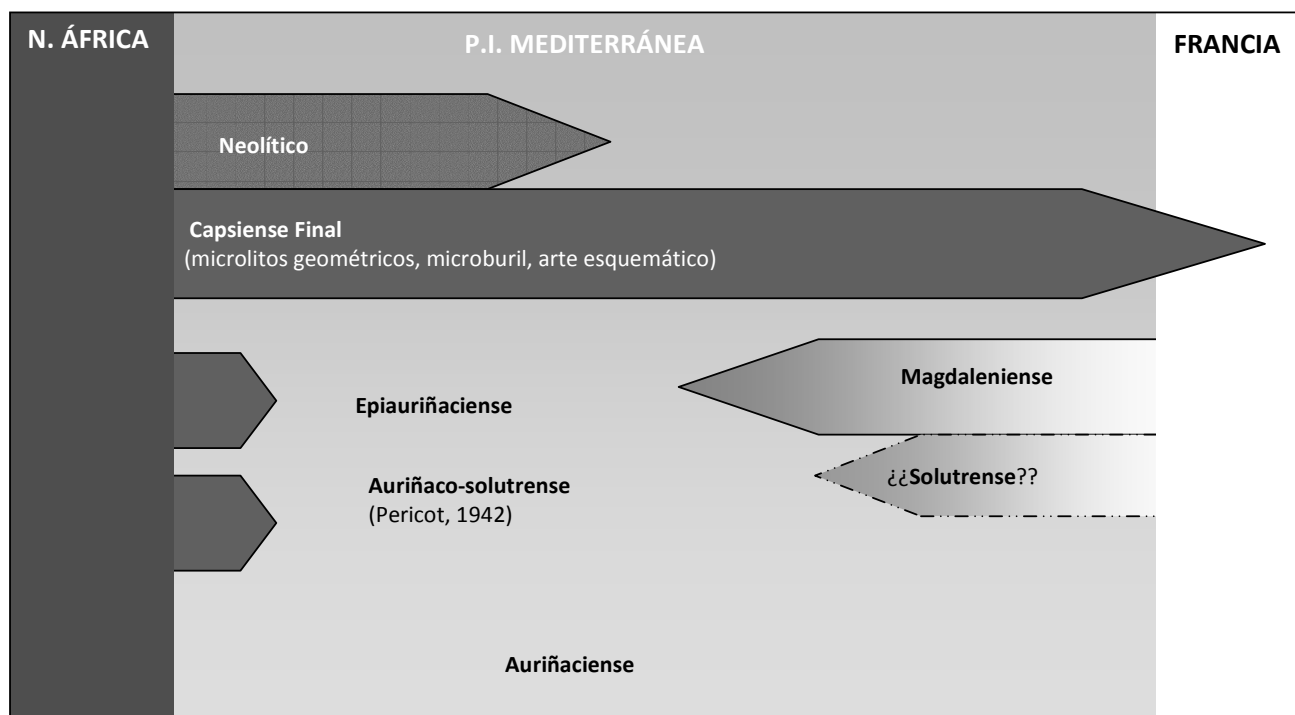 N. ÁFRICA
P.I. MEDITERRÁNEA
FRANCIA
Neolítico
Capsiense Final
(microlitos geométricos, microburil, arte esquemático)
Magdaleniense
Epiauriñaciense
¿¿Solutrense??
Auriñaco-solutrense
(Pericot, 1942)
Auriñaciense